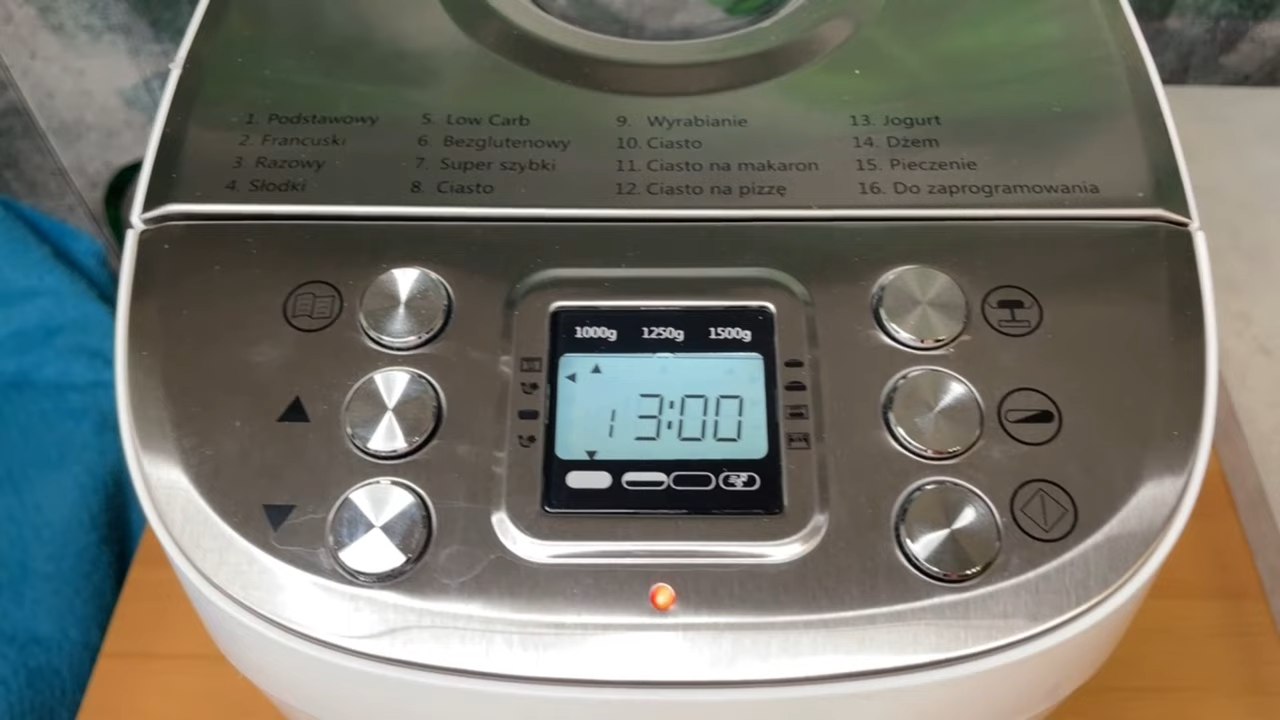 1. Podstawowy
2. Francuski
3. Razowy
4. Słodki
5. Low Carb
6. Bezglutenowy
7. Super szybki
8. Ciasto
9. Wyrabianie
10. Ciasto
11. Ciasto na makaron
12. Ciasto na pizzę
13. Jogurt
14. Dżem
15. Pieczenie
16. Do zaprogramowania
1000g 1250g 1500g
1 3:00